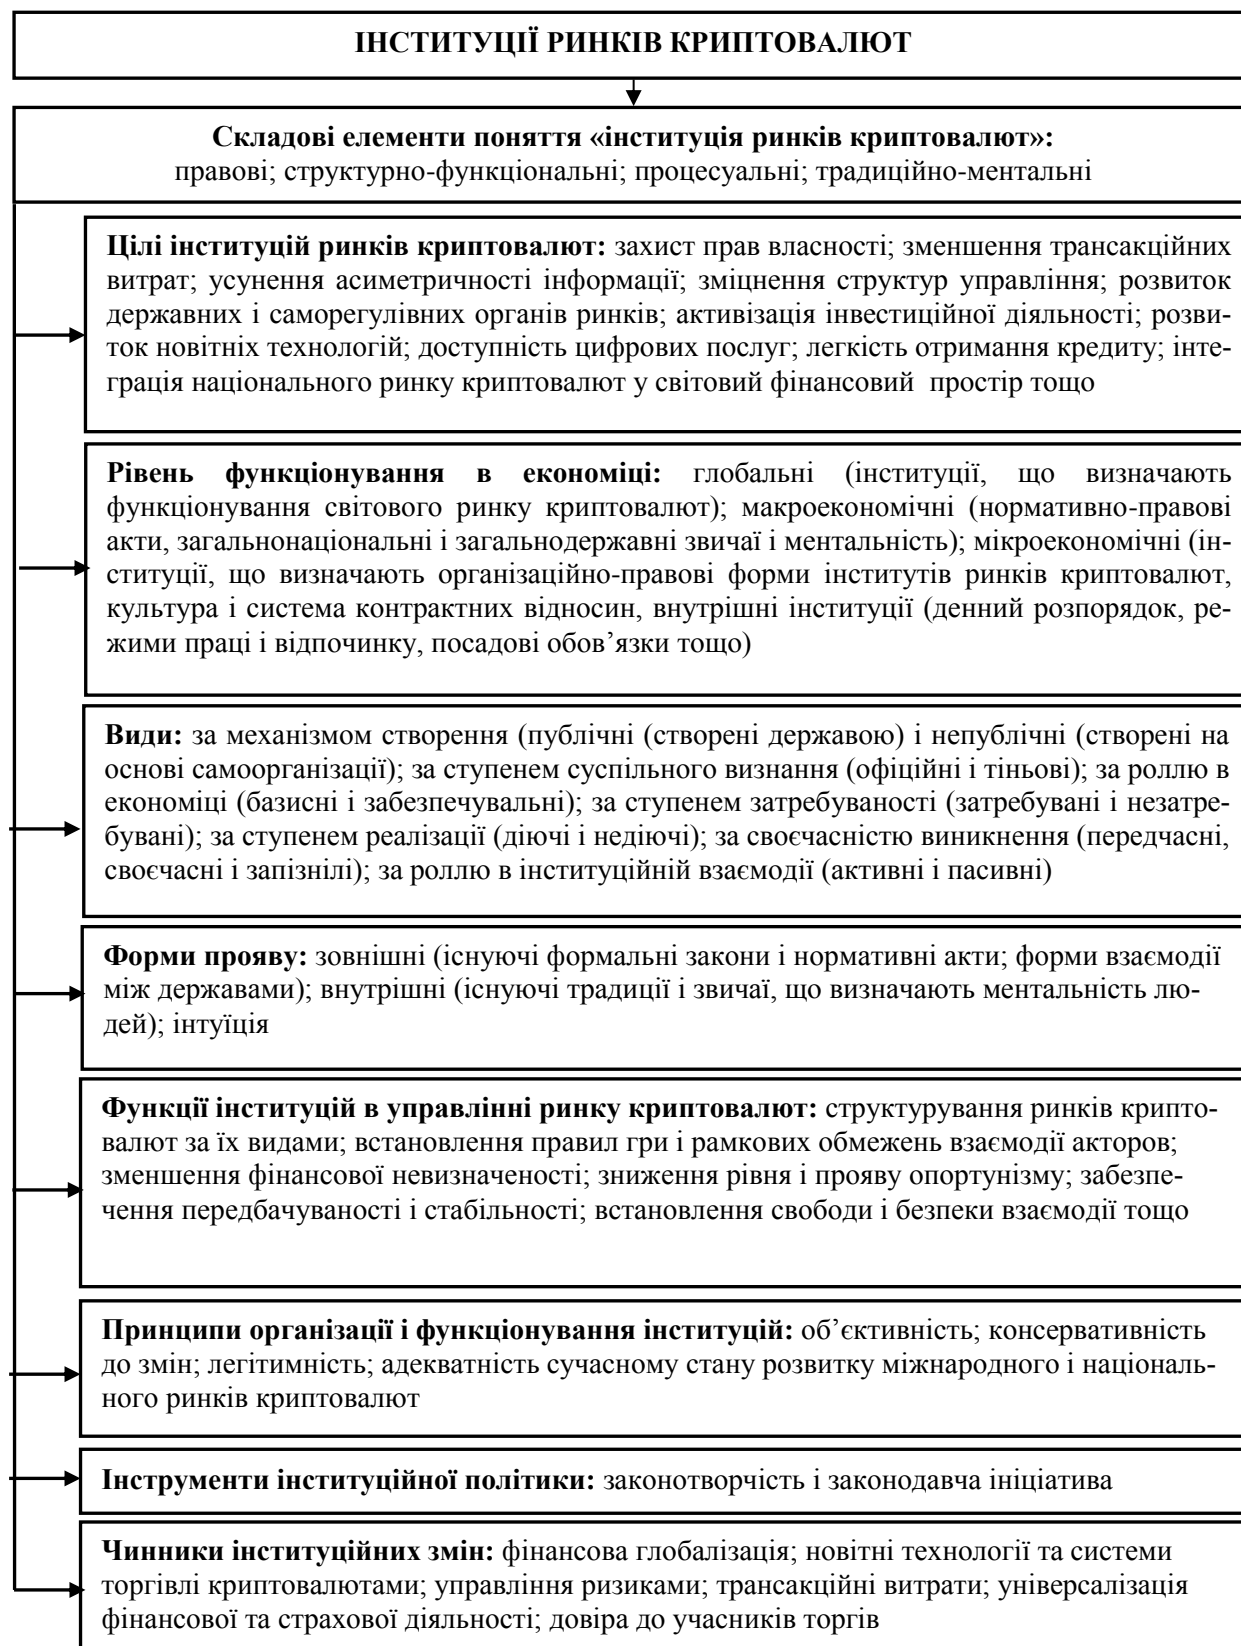 ІНСТИТУЦІЇ РИНКІВ КРИПТОВАЛЮТ
Складові елементи поняття «інституція ринків криптовалют»:
правові; структурно-функціональні; процесуальні; традиційно-ментальні
Цілі інституцій ринків криптовалют: захист прав власності; зменшення трансакційних
витрат; усунення асиметричності інформації; зміцнення структур управління; розвиток
державних і саморегулівних органів ринків; активізація інвестиційної діяльності; розви-
ток новітніх технологій; доступність цифрових послуг; легкість отримання кредиту; інте-
грація національного ринку криптовалют у світовий фінансовий простір тощо
Рівень функціонування в економіці: глобальні (інституції, що визначають
функціонування світового ринку криптовалют); макроекономічні (нормативно-правові
акти, загальнонаціональні і загальнодержавні звичаї і ментальність); мікроекономічні (ін-
ституції, що визначають організаційно-правові форми інститутів ринків криптовалют,
культура і система контрактних відносин, внутрішні інституції (денний розпорядок, ре-
жими праці і відпочинку, посадові обов’язки тощо)
Види: за механізмом створення (публічні (створені державою) і непублічні (створені на
основі самоорганізації); за ступенем суспільного визнання (офіційні і тіньові); за роллю в
економіці (базисні і забезпечувальні); за ступенем затребуваності (затребувані і незатре-
бувані); за ступенем реалізації (діючі і недіючі); за своєчасністю виникнення (передчасні,
своєчасні і запізнілі); за роллю в інституційній взаємодії (активні і пасивні)
Форми прояву: зовнішні (існуючі формальні закони і нормативні акти; форми взаємодії
між державами); внутрішні (існуючі традиції і звичаї, що визначають ментальність лю-
дей); інтуїція
Функції інституцій в управлінні ринку криптовалют: структурування ринків крипто-
валют за їх видами; встановлення правил гри і рамкових обмежень взаємодії акторов;
зменшення фінансової невизначеності; зниження рівня і прояву опортунізму; забезпе-
чення передбачуваності і стабільності; встановлення свободи і безпеки взаємодії тощо
Принципи організації і функціонування інституцій: об’єктивність; консервативність
до змін; легітимність; адекватність сучасному стану розвитку міжнародного і національ-
ного ринків криптовалют
Інструменти інституційної політики: законотворчість і законодавча ініціатива
Чинники інституційних змін: фінансова глобалізація; новітні технології та системи
торгівлі криптовалютами; управління ризиками; трансакційні витрати; універсалізація
фінансової та страхової діяльності; довіра до учасників торгів